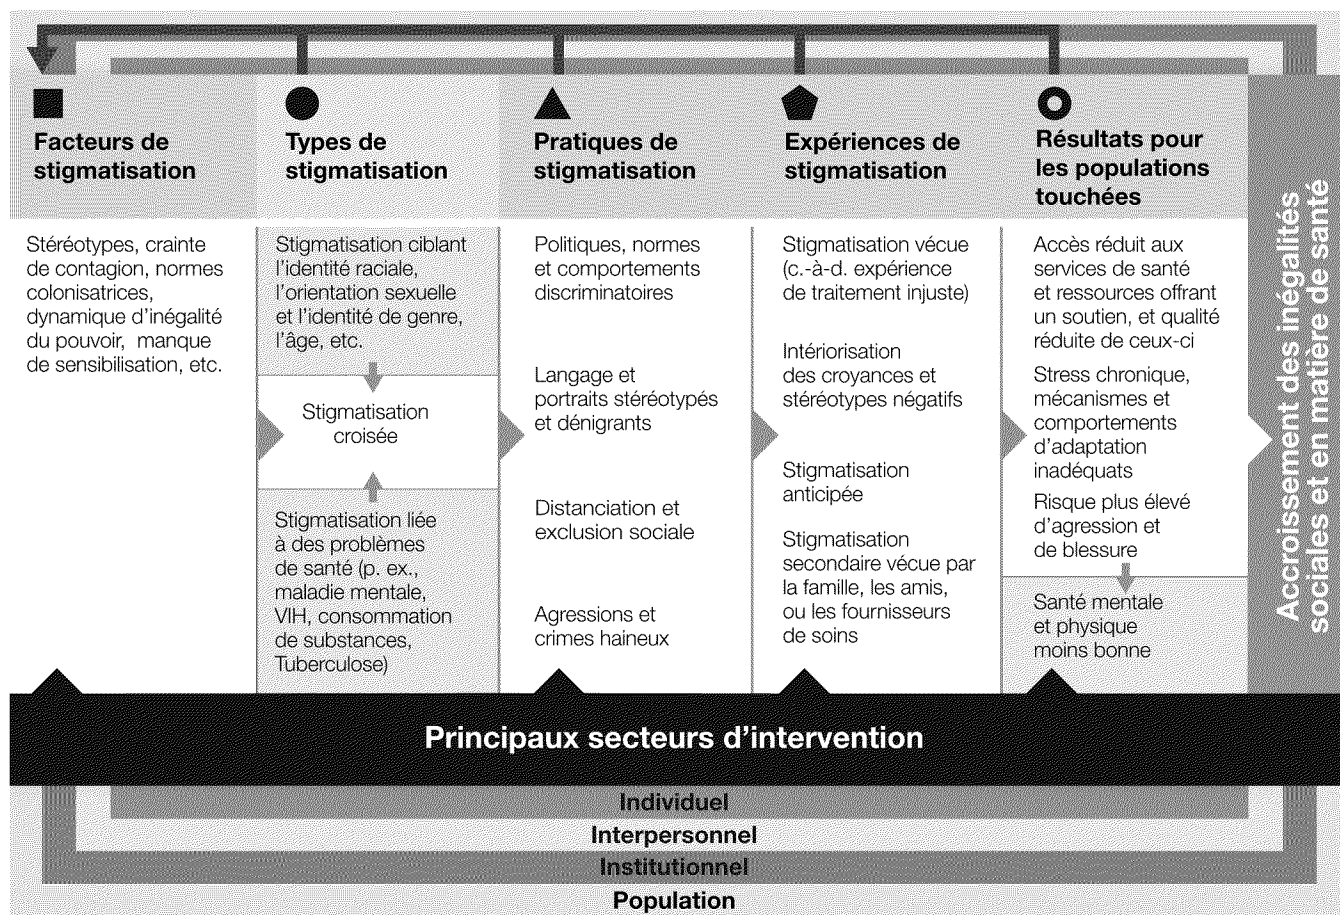 Facteurs de
stigmatisation
Stéréotypes, crainte
de contagion, normes
colonisatrices,
dynamique d’inégalité
du pouvoir, manque
de sensibilisation, etc.
Types de
stigmatisation
Stigmatisation ciblant
l’identité raciale,
l’orientation sexuelle
et l’identité de genre,
l’âge, etc.
Stigmatisation
croisée
Stigmatisation liée
à des problèmes
de santé (p. ex.,
maladie mentale,
VIH, consommation
de substances,
Tuberculose)
Pratiques de
stigmatisation
Politiques, normes
et comportements
discriminatoires
Langage et
portraits stéréotypés
et dénigrants
Distanciation et
exclusion sociale
Agressions et
crimes haineux
Expériences de
stigmatisation
Stigmatisation vécue
(c.-à-d. expérience
de traitement injuste)
Intériorisation
des croyances et
stéréotypes négatifs
Stigmatisation
anticipée
Stigmatisation
secondaire vécue par
la famille, les amis,
ou les fournisseurs
de soins
Résultats pour
les populations
touchées
Accès réduit aux
services de santé
et ressources offrant
un soutien, et qualité
réduite de ceux-ci
Stress chronique,
mécanismes et
comportements
d’adaptation
inadéquats
Risque plus élevé
d’agression et
de blessure
Santé mentale
et physique
moins bonne
Accroissement des inégalités
sociales et en matière de santé
Principaux secteurs d’intervention
Individuel
Interpersonnel
Institutionnel
Population